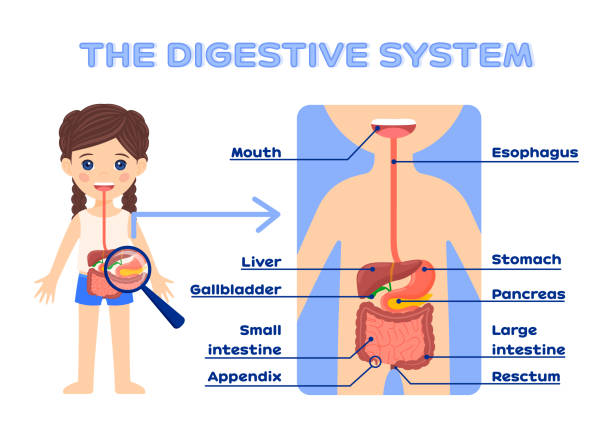 THE DIGESTIVE SYSTEM
Mouth
Esophagus
Liver
Stomach
Gallbladder
Pancreas
Small
intestine
Large
intestine
Appendix
Resctum